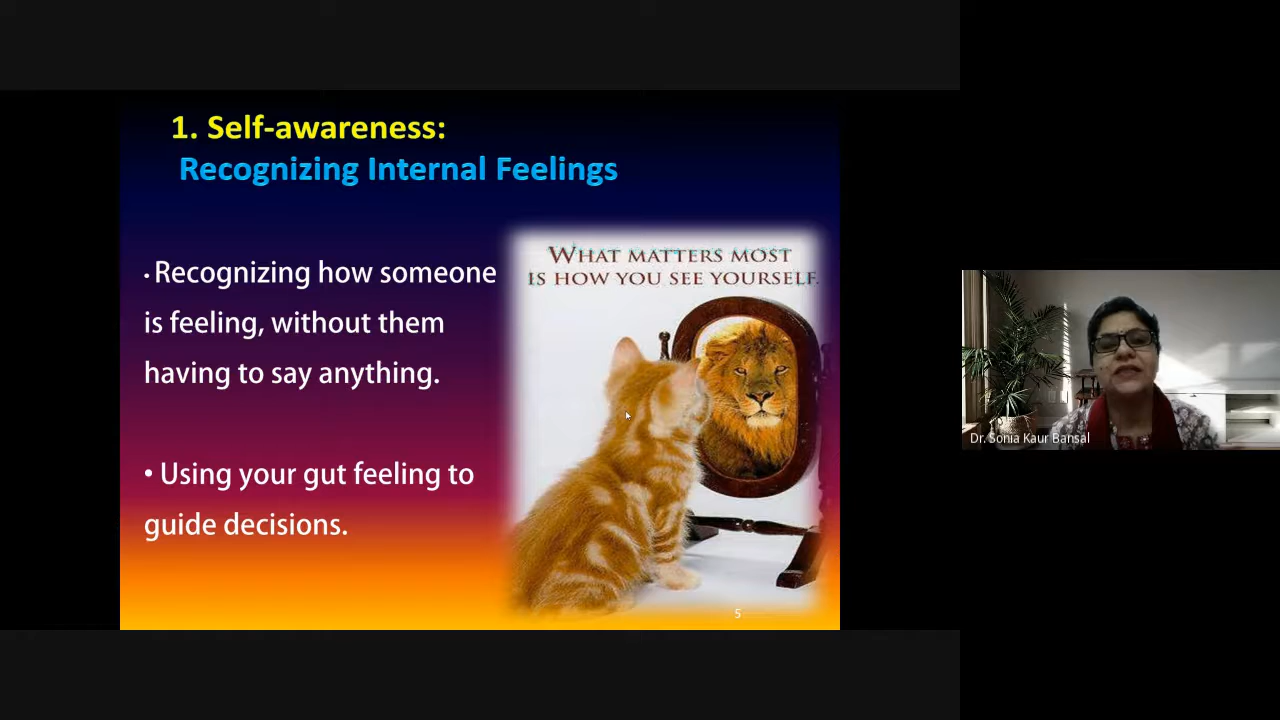 1. Self-awareness:
Recognizing Internal Feelings
• Recognizing how someone
is feeling, without them
having to say anything.
• Using your gut feeling to
guide decisions.
WHAT MATTERS MOST
IS HOW YOU SEE YOURSELF.
5
Dr. Sonia Kaur Bansal